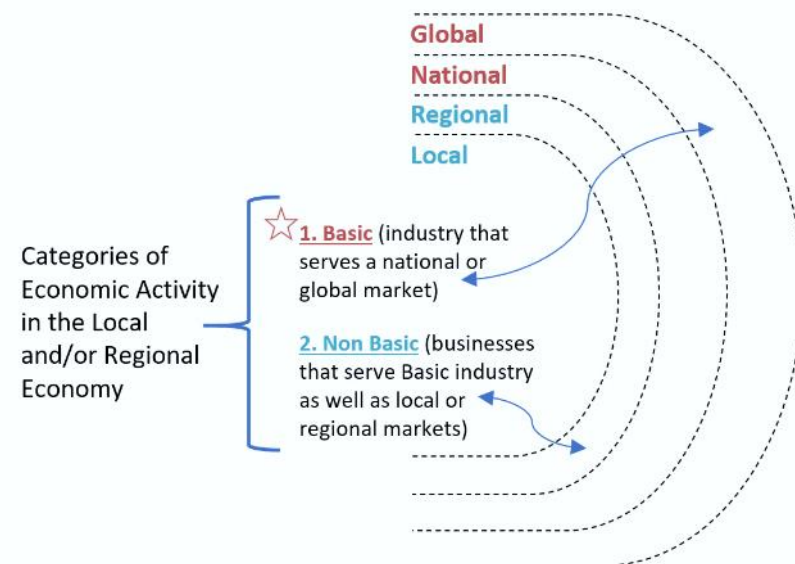 Global
National
Regional
Local
Categories of
Economic Activity
in the Local
and/or Regional
Economy
1. Basic (industry that
serves a national or
global market)
2. Non Basic (businesses
that serve Basic industry
as well as local or
regional markets)